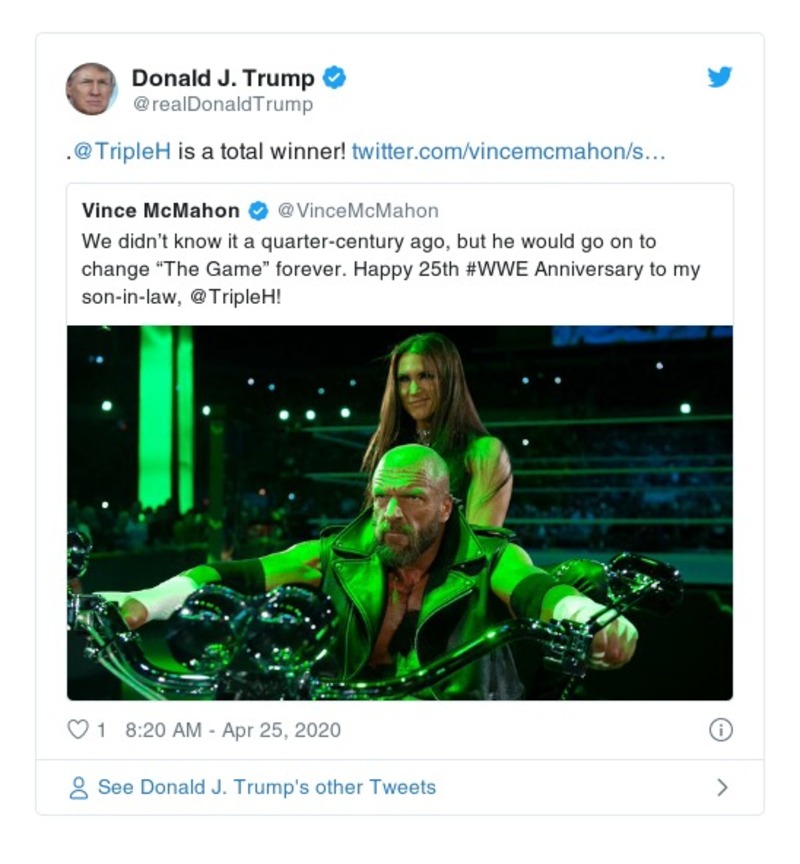 Donald J. Trump
@realDonaldTrump
.@TripleH is a total winner! twitter.com/vincemcmahon/s…
Vince McMahon @VinceMcMahon
We didn’t know it a quarter-century ago, but he would go on to
change “The Game” forever. Happy 25th #WWE Anniversary to my
son-in-law, @TripleH!
1 8:20 AM - Apr 25, 2020
See Donald J. Trump's other Tweets